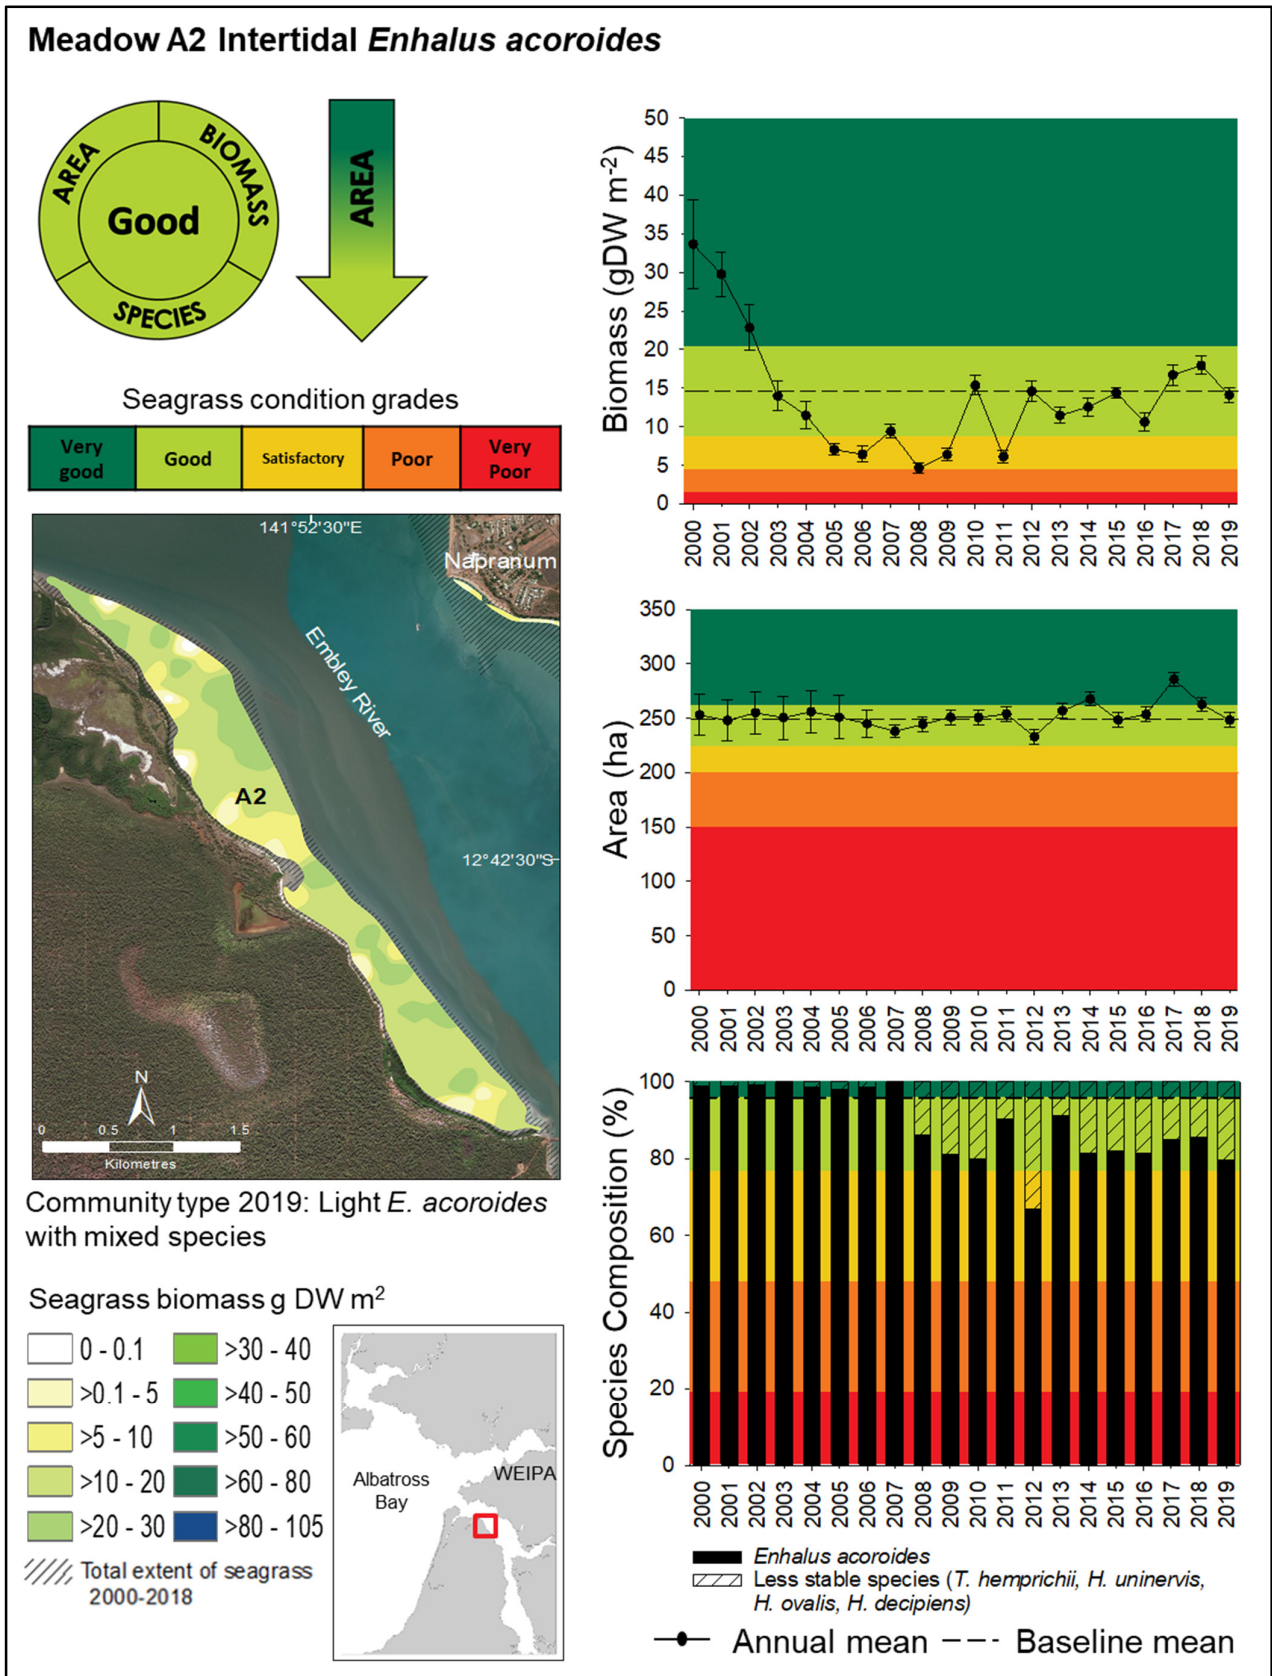 Meadow A2 Intertidal Enhalus acoroides
AREA
BIOMASS
SPECIES
Good
AREA
Seagrass condition grades
Very good
Good
Satisfactory
Poor
Very Poor
141°52'30"E
Napranum
Embley River
A2
12°42'30"S
N
0 0.5 1 1.5
Kilometres
Community type 2019: Light E. acoroides
with mixed species
Seagrass biomass g DW m2
0 - 0.1
>0.1 - 5
>5 - 10
>10 - 20
>20 - 30
>30 - 40
>40 - 50
>50 - 60
>60 - 80
>80 - 105
Total extent of seagrass
2000-2018
Albatross
Bay
WEIPA
Biomass (gDW m-2)
50
45
40
35
30
25
20
15
10
5
0
2000 2001 2002 2003 2004 2005 2006 2007 2008 2009 2010 2011 2012 2013 2014 2015 2016 2017 2018 2019
Area (ha)
350
300
250
200
150
100
50
0
2000 2001 2002 2003 2004 2005 2006 2007 2008 2009 2010 2011 2012 2013 2014 2015 2016 2017 2018 2019
Species Composition (%)
100
80
60
40
20
0
2000 2001 2002 2003 2004 2005 2006 2007 2008 2009 2010 2011 2012 2013 2014 2015 2016 2017 2018 2019
Enhalus acoroides
Less stable species (T. hemprichii, H. uninervis,
H. ovalis, H. decipiens)
Annual mean
Baseline mean